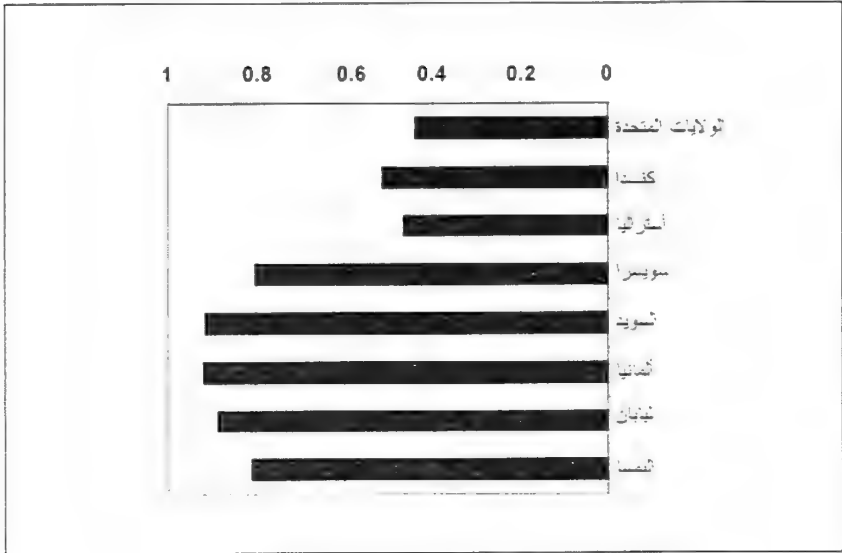 1 0.8 0.6 0.4 0.2 0
الولايات المتحدة
كندا
أستراليا
سويسرا
السويد
ألمانيا
اليابان
النمسا